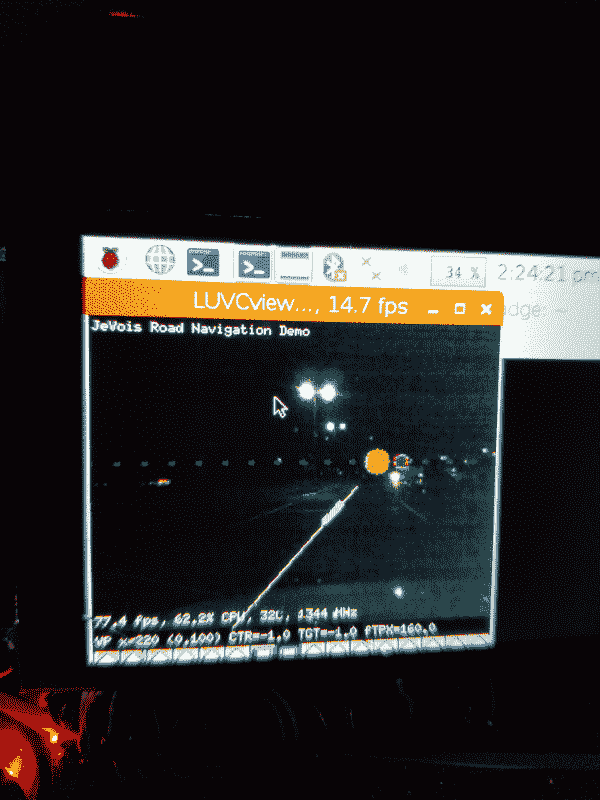 34 % 2:24:21 pm
LUVCview..., 14.7 fps
JeVois Road Navigation Demo
77.4 fps, 62.2% CPU, 32C, 1344 MHz
VP x=220 (0.100) CTR=-1.0 TGT=-1.0 fTPX=160.0